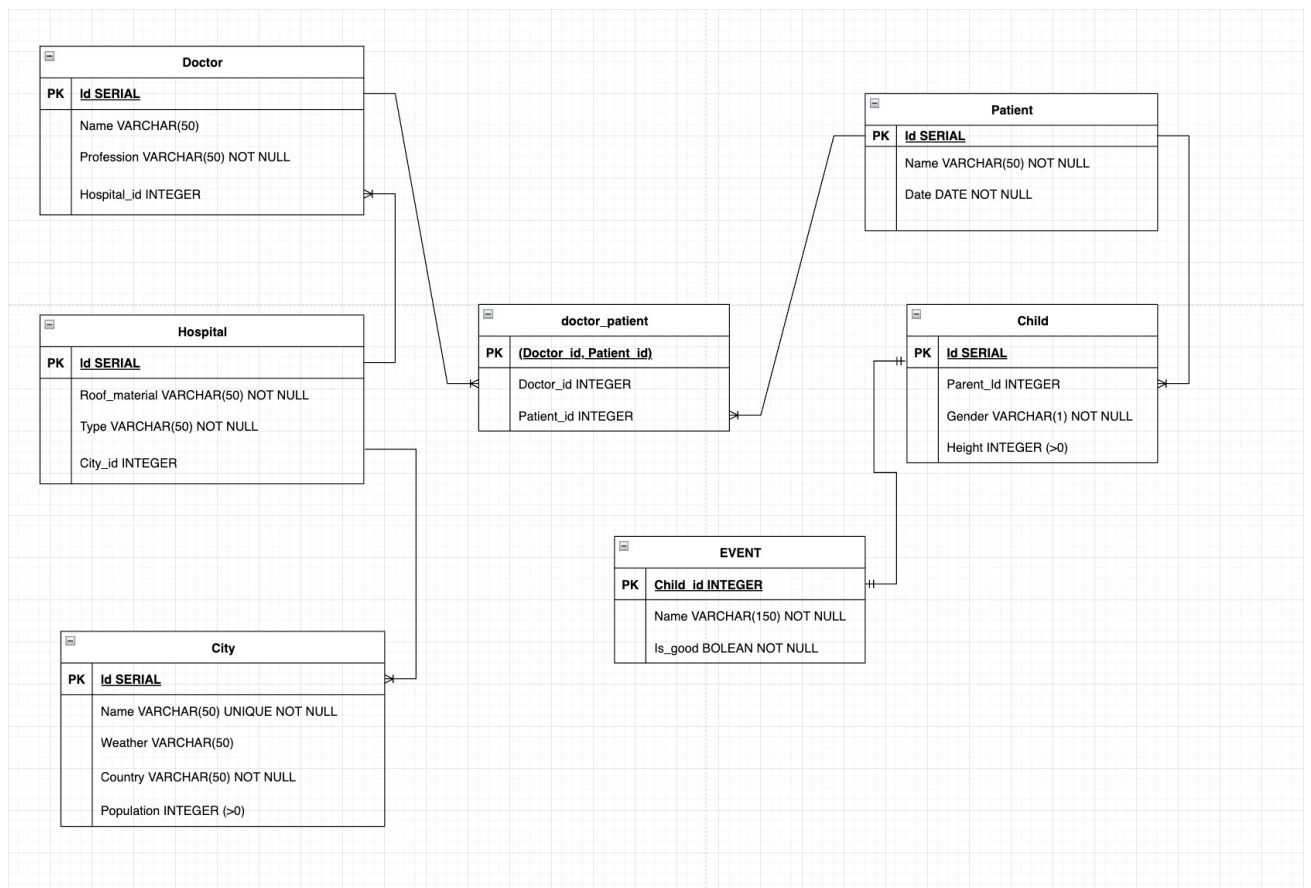 Doctor
PK Id SERIAL
Name VARCHAR(50)
Profession VARCHAR(50) NOT NULL
Hospital_id INTEGER
Hospital
PK Id SERIAL
Roof_material VARCHAR(50) NOT NULL
Type VARCHAR(50) NOT NULL
City_id INTEGER
City
PK Id SERIAL
Name VARCHAR(50) UNIQUE NOT NULL
Weather VARCHAR(50)
Country VARCHAR(50) NOT NULL
Population INTEGER (>0)
doctor_patient
PK (Doctor_id, Patient_id)
Doctor_id INTEGER
Patient_id INTEGER
Patient
PK Id SERIAL
Name VARCHAR(50) NOT NULL
Date DATE NOT NULL
Child
PK Id SERIAL
Parent_Id INTEGER
Gender VARCHAR(1) NOT NULL
Height INTEGER (>0)
EVENT
PK Child_id INTEGER
Name VARCHAR(150) NOT NULL
Is_good BOLEAN NOT NULL